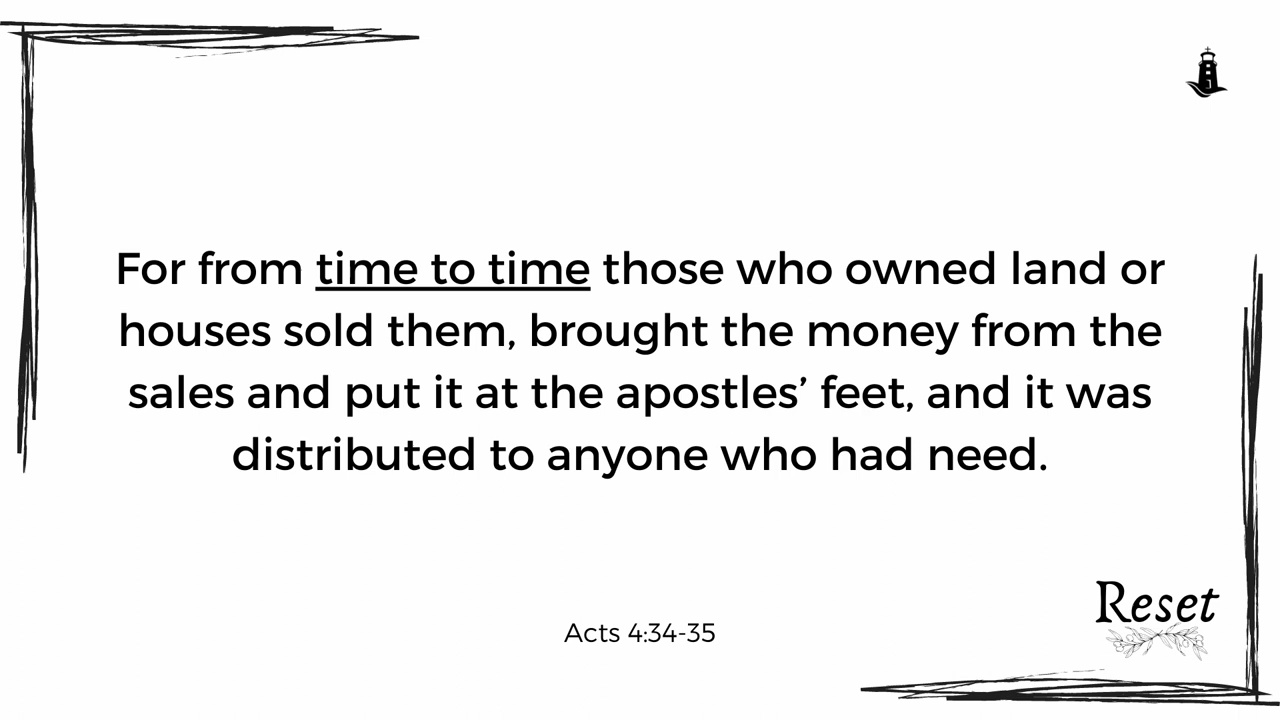 For from time to time those who owned land or
houses sold them, brought the money from the
sales and put it at the apostles’ feet, and it was
distributed to anyone who had need.
Acts 4:34-35
Reset